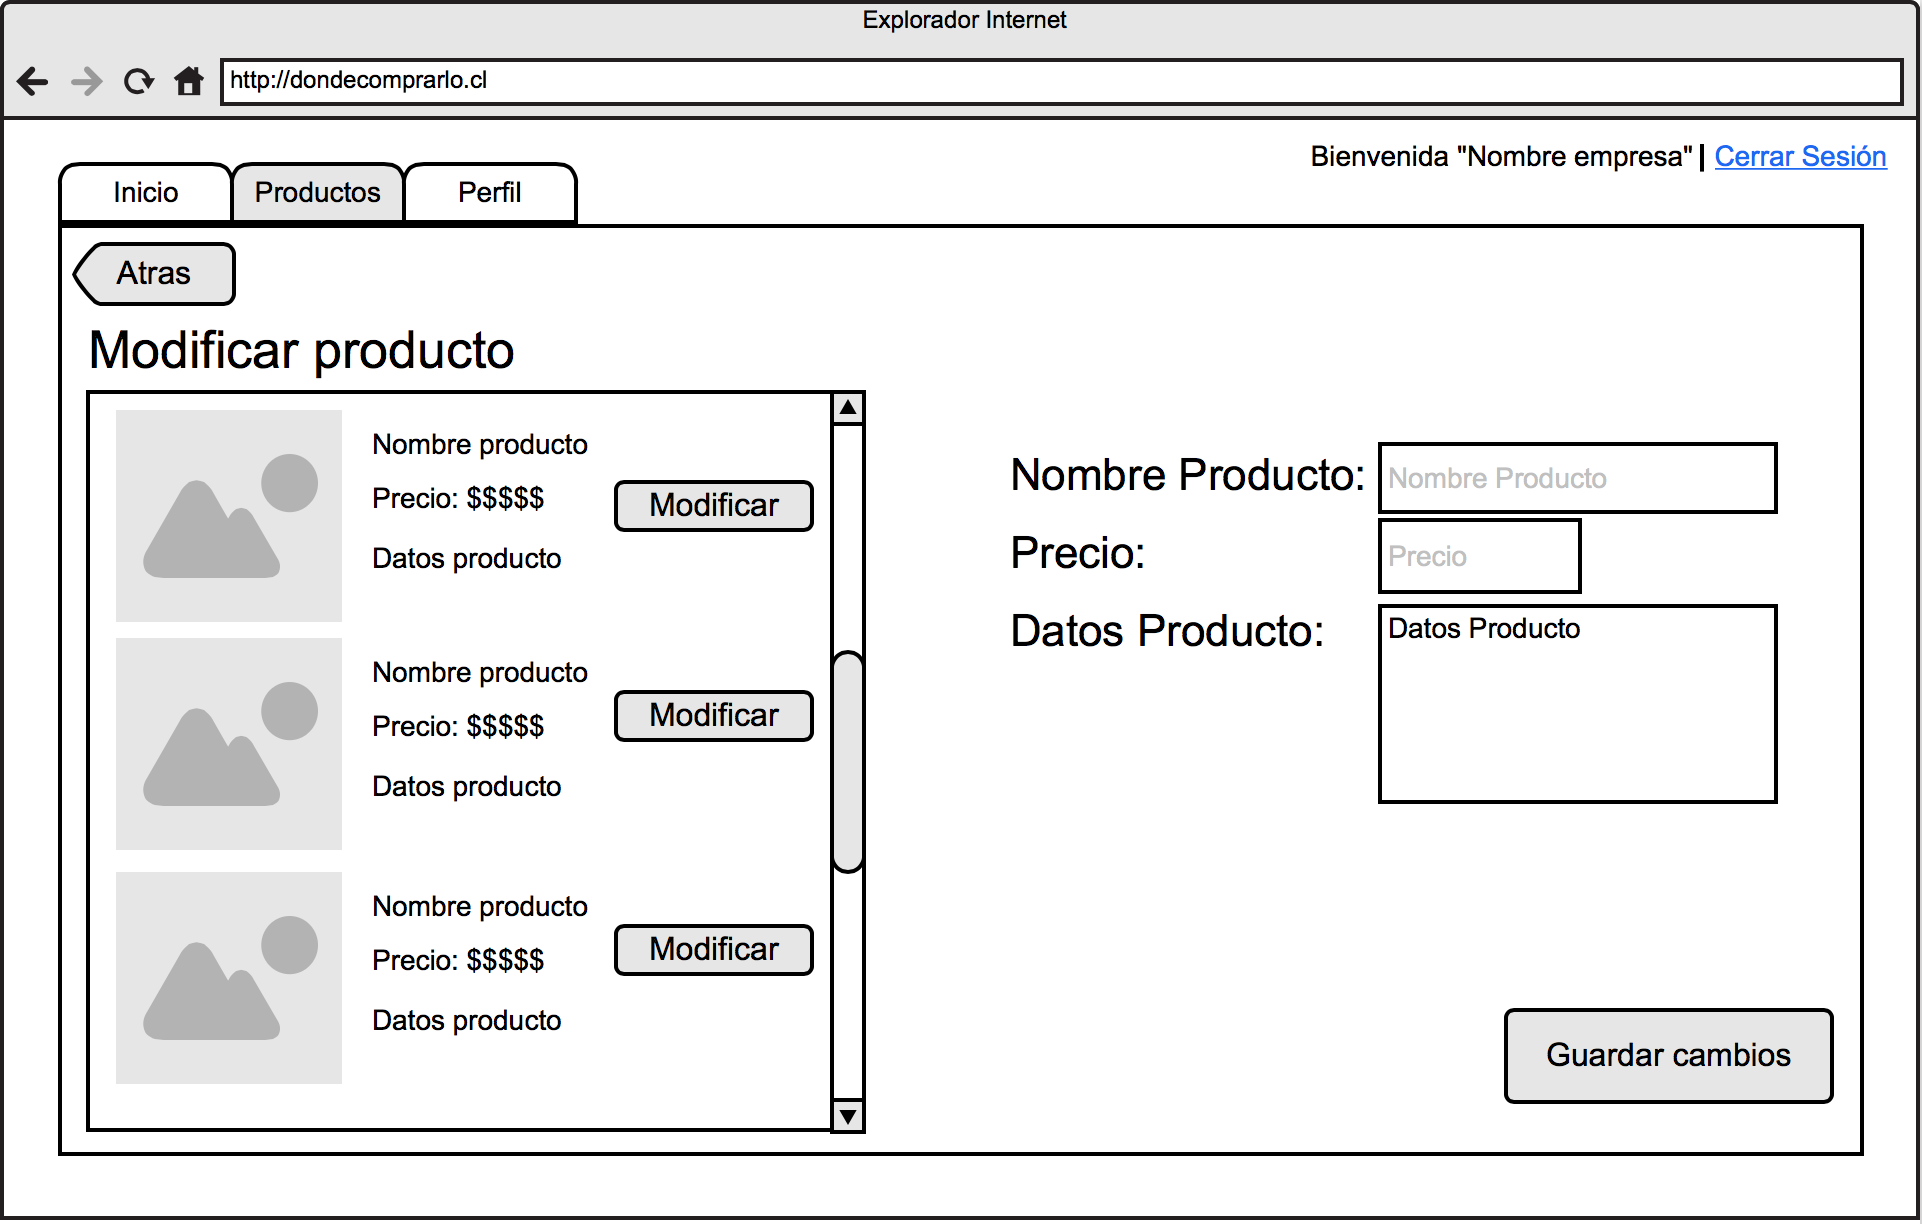 Explorador Internet
http://dondecomprarlo.cl
Bienvenida "Nombre empresa" | Cerrar Sesión
Inicio
Productos
Perfil
Atras
Modificar producto
Nombre producto
Precio: $$$$$
Modificar
Datos producto
Nombre producto
Precio: $$$$$
Modificar
Datos producto
Nombre producto
Precio: $$$$$
Modificar
Datos producto
Nombre Producto: Nombre Producto
Precio: Precio
Datos Producto: Datos Producto
Guardar cambios